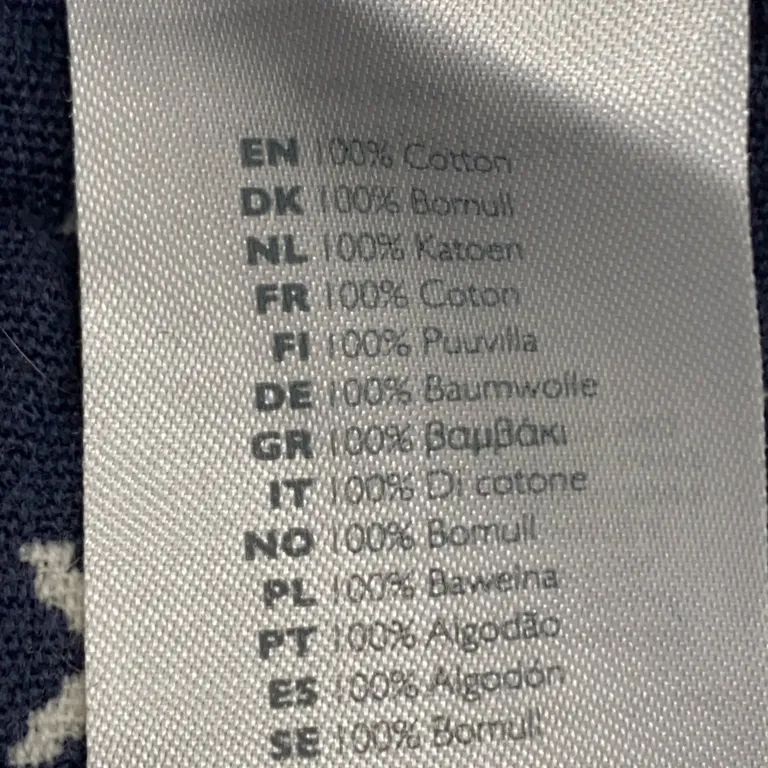 EN 100% Cotton
DK 100% Bomull
NL 100% Katoen
FR 100% Coton
FI 100% Puuvilla
DE 100% Baumwolle
GR 100% βαμβάκι
IT 100% Di cotone
NO 100% Bomull
PL 100% Bawełna
PT 100% Algodão
ES 100% Algodón
SE 100% Bomull